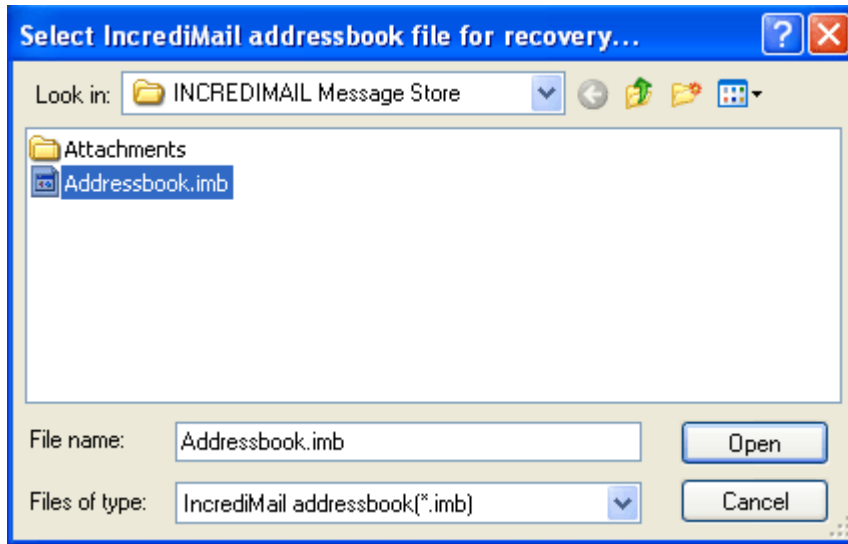 Select IncrediMail addressbook file for recovery...
Look in: INCREDIMAIL Message Store
Attachments
Addressbook.imb
File name: Addressbook.imb Open
Files of type: IncrediMail addressbook(*.imb) Cancel